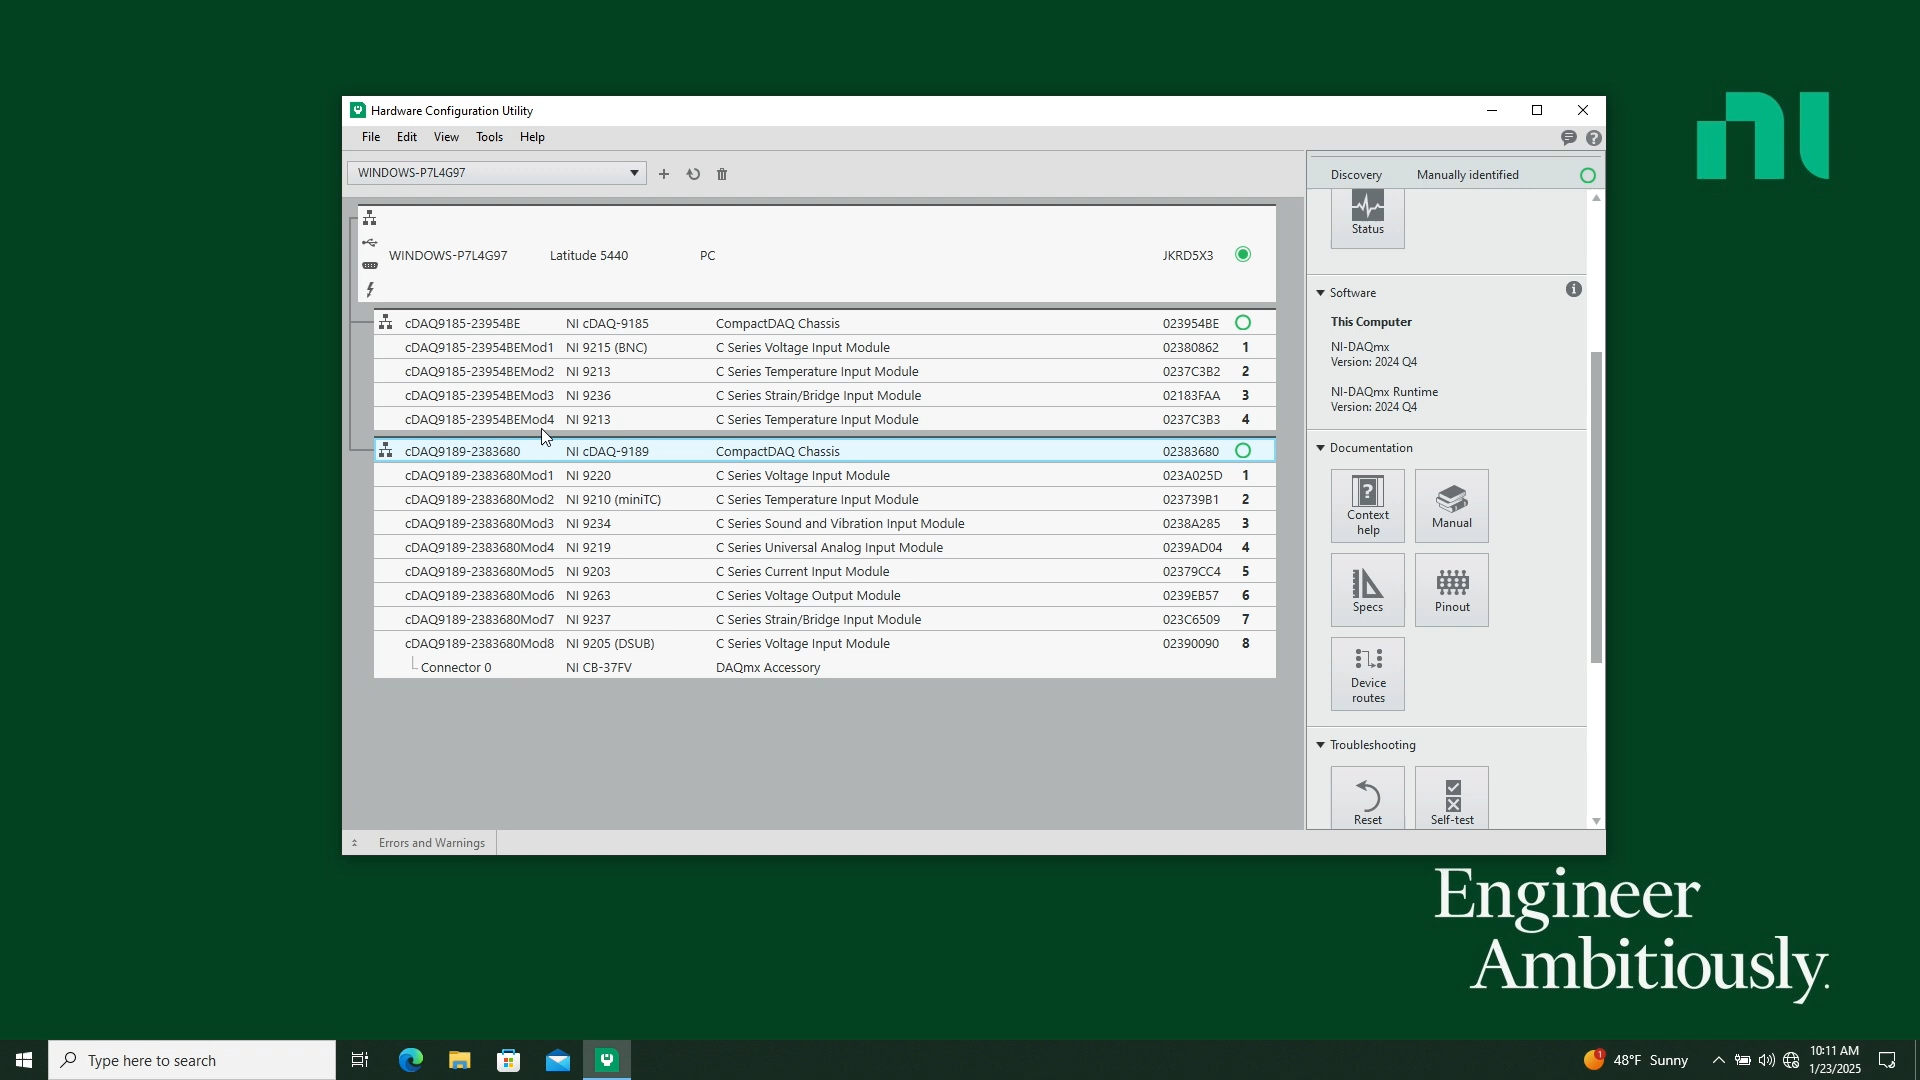 Hardware Configuration Utility
File Edit View Tools Help
WINDOWS-P7L4G97
WINDOWS-P7L4G97 Latitude 5440 PC JKRD5X3
cDAQ9185-23954BE NI cDAQ-9185 CompactDAQ Chassis 023954BE
cDAQ9185-23954BEMod1 NI 9215 (BNC) C Series Voltage Input Module 02380862 1
cDAQ9185-23954BEMod2 NI 9213 C Series Temperature Input Module 0237C3B2 2
cDAQ9185-23954BEMod3 NI 9236 C Series Strain/Bridge Input Module 02183FAA 3
cDAQ9185-23954BEMod4 NI 9213 C Series Temperature Input Module 0237C3B3 4
cDAQ9189-2383680 NI cDAQ-9189 CompactDAQ Chassis 02383680
cDAQ9189-2383680Mod1 NI 9220 C Series Voltage Input Module 023A025D 1
cDAQ9189-2383680Mod2 NI 9210 (miniTC) C Series Temperature Input Module 023739B1 2
cDAQ9189-2383680Mod3 NI 9234 C Series Sound and Vibration Input Module 0238A285 3
cDAQ9189-2383680Mod4 NI 9219 C Series Universal Analog Input Module 0239AD04 4
cDAQ9189-2383680Mod5 NI 9203 C Series Current Input Module 02379CC4 5
cDAQ9189-2383680Mod6 NI 9263 C Series Voltage Output Module 0239EB57 6
cDAQ9189-2383680Mod7 NI 9237 C Series Strain/Bridge Input Module 023C6509 7
cDAQ9189-2383680Mod8 NI 9205 (DSUB) C Series Voltage Input Module 02390090 8
Connector 0 NI CB-37FV DAQmx Accessory
Errors and Warnings
Discovery Manually identified
Status
Software
This Computer
NI-DAQmx
Version: 2024 Q4
NI-DAQmx Runtime
Version: 2024 Q4
Documentation
Context help
Manual
Specs
Pinout
Device routes
Troubleshooting
Reset
Self-test
ni
Engineer
Ambitiously.
Type here to search
1
48°F Sunny
10:11 AM
1/23/2025